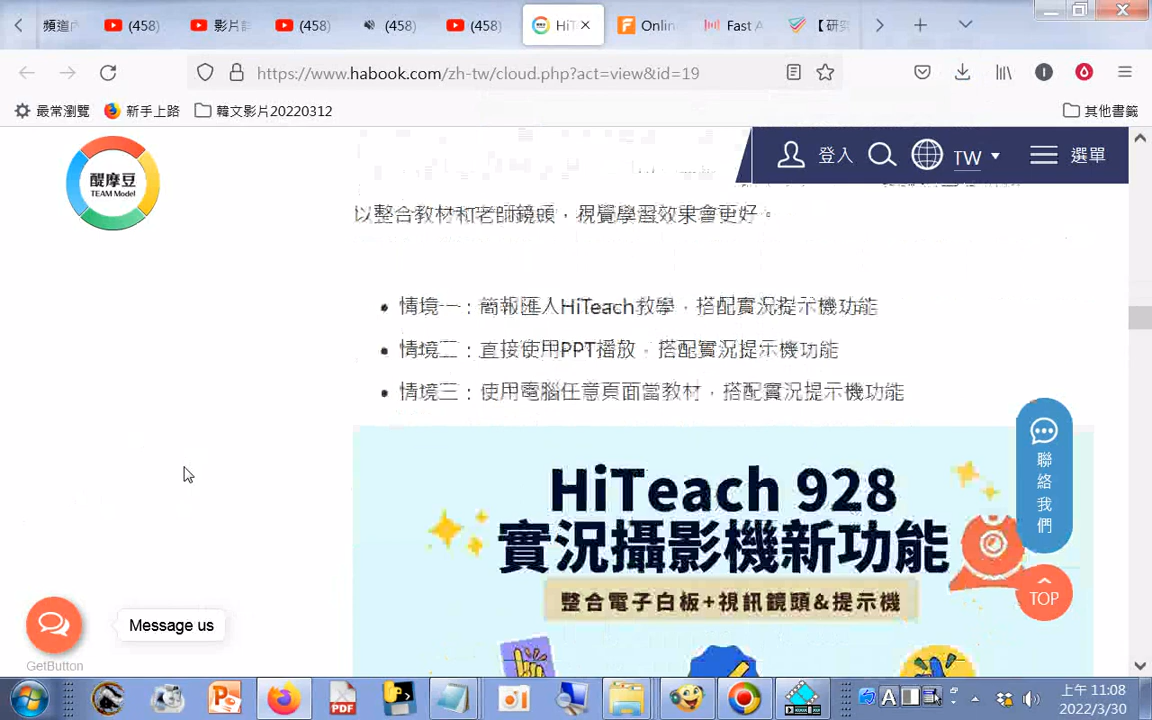 頻道內
(458)
影片詳
(458)
(458)
(458)
HiT
Onlin
Fast A
【研究
https://www.habook.com/zh-tw/cloud.php?act=view&id=19
最常瀏覽
新手上路
韓文影片20220312
其他書籤
醍摩豆
TEAM Model
登入
TW
選單
以整合教材和老師鏡頭，視覺學習效果會更好。
情境一：簡報匯入HiTeach教學，搭配實況提示機功能
情境二：直接使用PPT播放，搭配實況提示機功能
情境三：使用電腦任意頁面當教材，搭配實況提示機功能
聯絡我們
HiTeach 928
實況攝影機新功能
整合電子白板+視訊鏡頭&提示機
TOP
Message us
GetButton
PDF
A
上午 11:08
2022/3/30